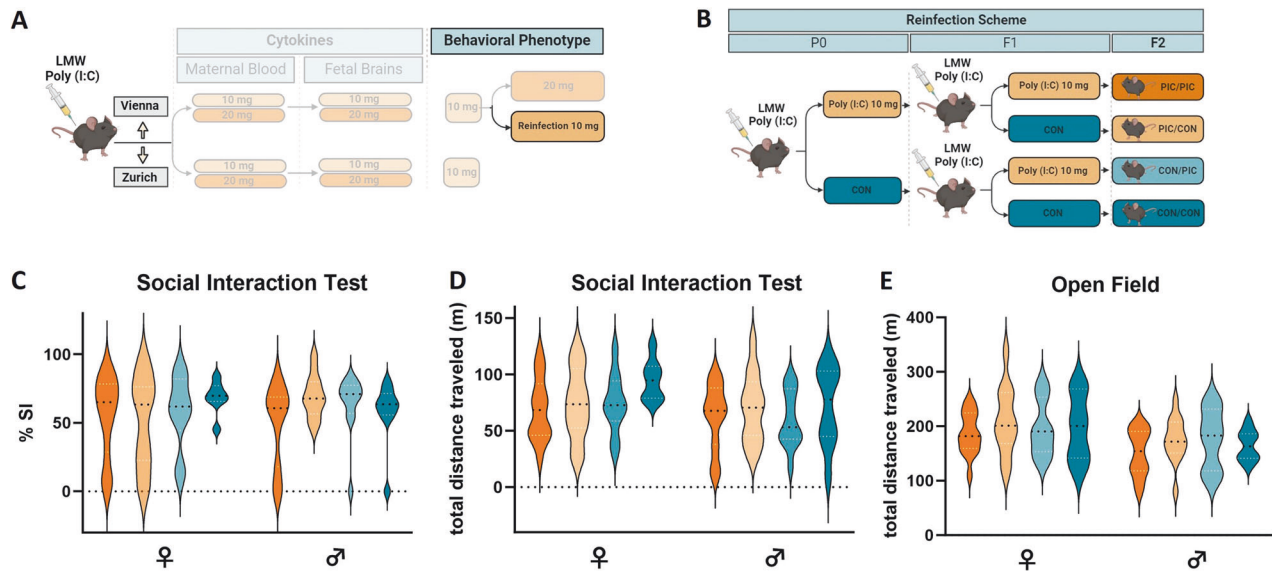 A
LMW
Poly (I:C)
Vienna
Zurich
Cytokines
Maternal Blood
Fetal Brains
10 mg
10 mg
20 mg
20 mg
10 mg
10 mg
20 mg
20 mg
Behavioral Phenotype
10 mg
20 mg
Reinfection 10 mg
10 mg
B
Reinfection Scheme
P0
F1
F2
LMW
Poly (I:C)
Poly (I:C) 10 mg
CON
LMW
Poly (I:C)
Poly (I:C) 10 mg
PIC/PIC
CON
PIC/CON
LMW
Poly (I:C)
Poly (I:C) 10 mg
CON/PIC
CON
CON/CON
C
Social Interaction Test
% SI
100
50
0
♀
♂
D
Social Interaction Test
total distance traveled (m)
150
100
50
0
♀
♂
E
Open Field
total distance traveled (m)
400
300
200
100
0
♀
♂